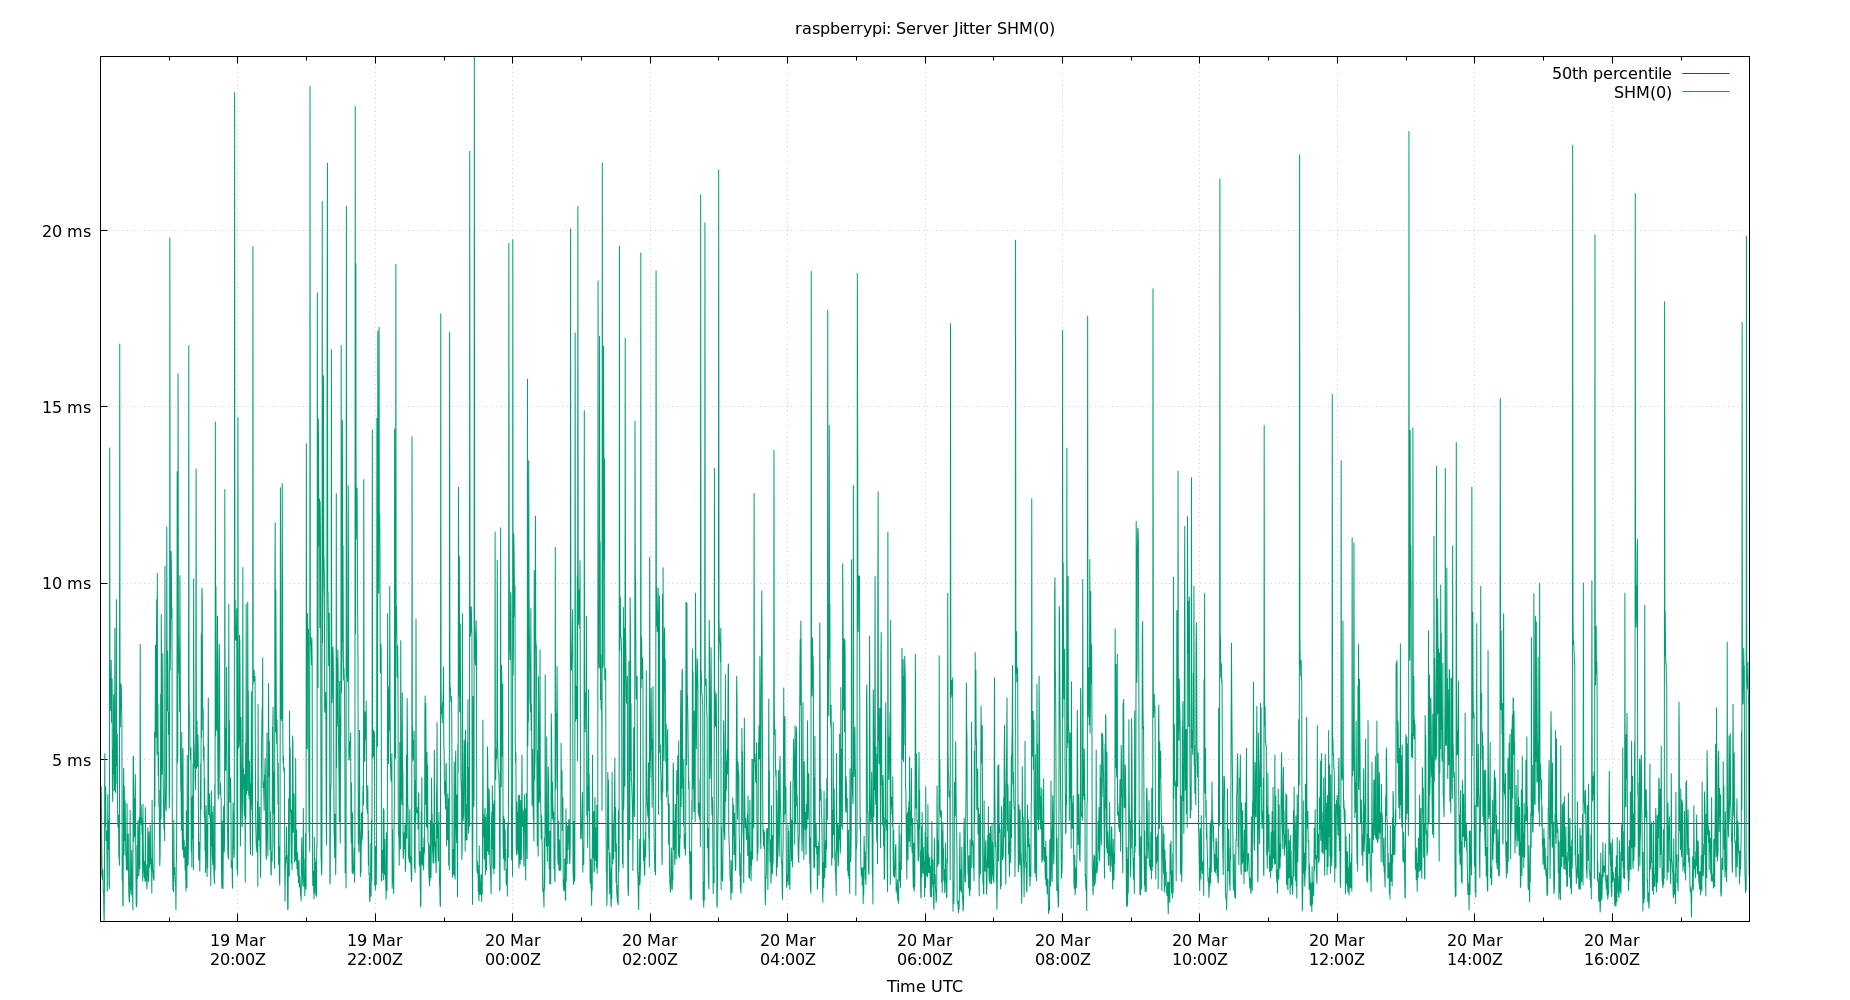 raspberrypi: Server Jitter SHM(0)
50th percentile
SHM(0)
20 ms
15 ms
10 ms
5 ms
19 Mar 19 Mar 20 Mar 20 Mar 20 Mar 20 Mar 20 Mar 20 Mar 20 Mar 20 Mar 20 Mar
20:00Z 22:00Z 00:00Z 02:00Z 04:00Z 06:00Z 08:00Z 10:00Z 12:00Z 14:00Z 16:00Z
Time UTC